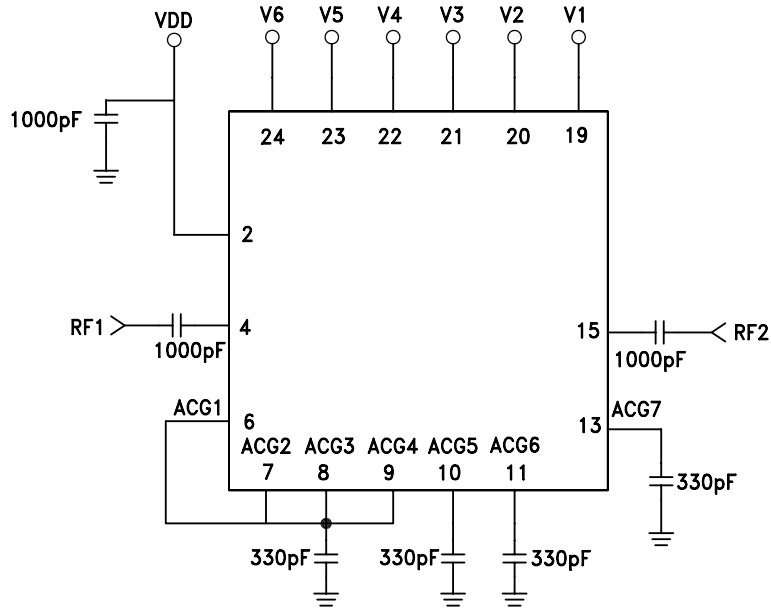 VDD
V6 V5 V4 V3 V2 V1
1000pF
24 23 22 21 20 19
2
RF1
4
1000pF
15
RF2
1000pF
ACG1
6
ACG7
13
ACG2 ACG3 ACG4 ACG5 ACG6
7 8 9 10 11
330pF
330pF 330pF 330pF